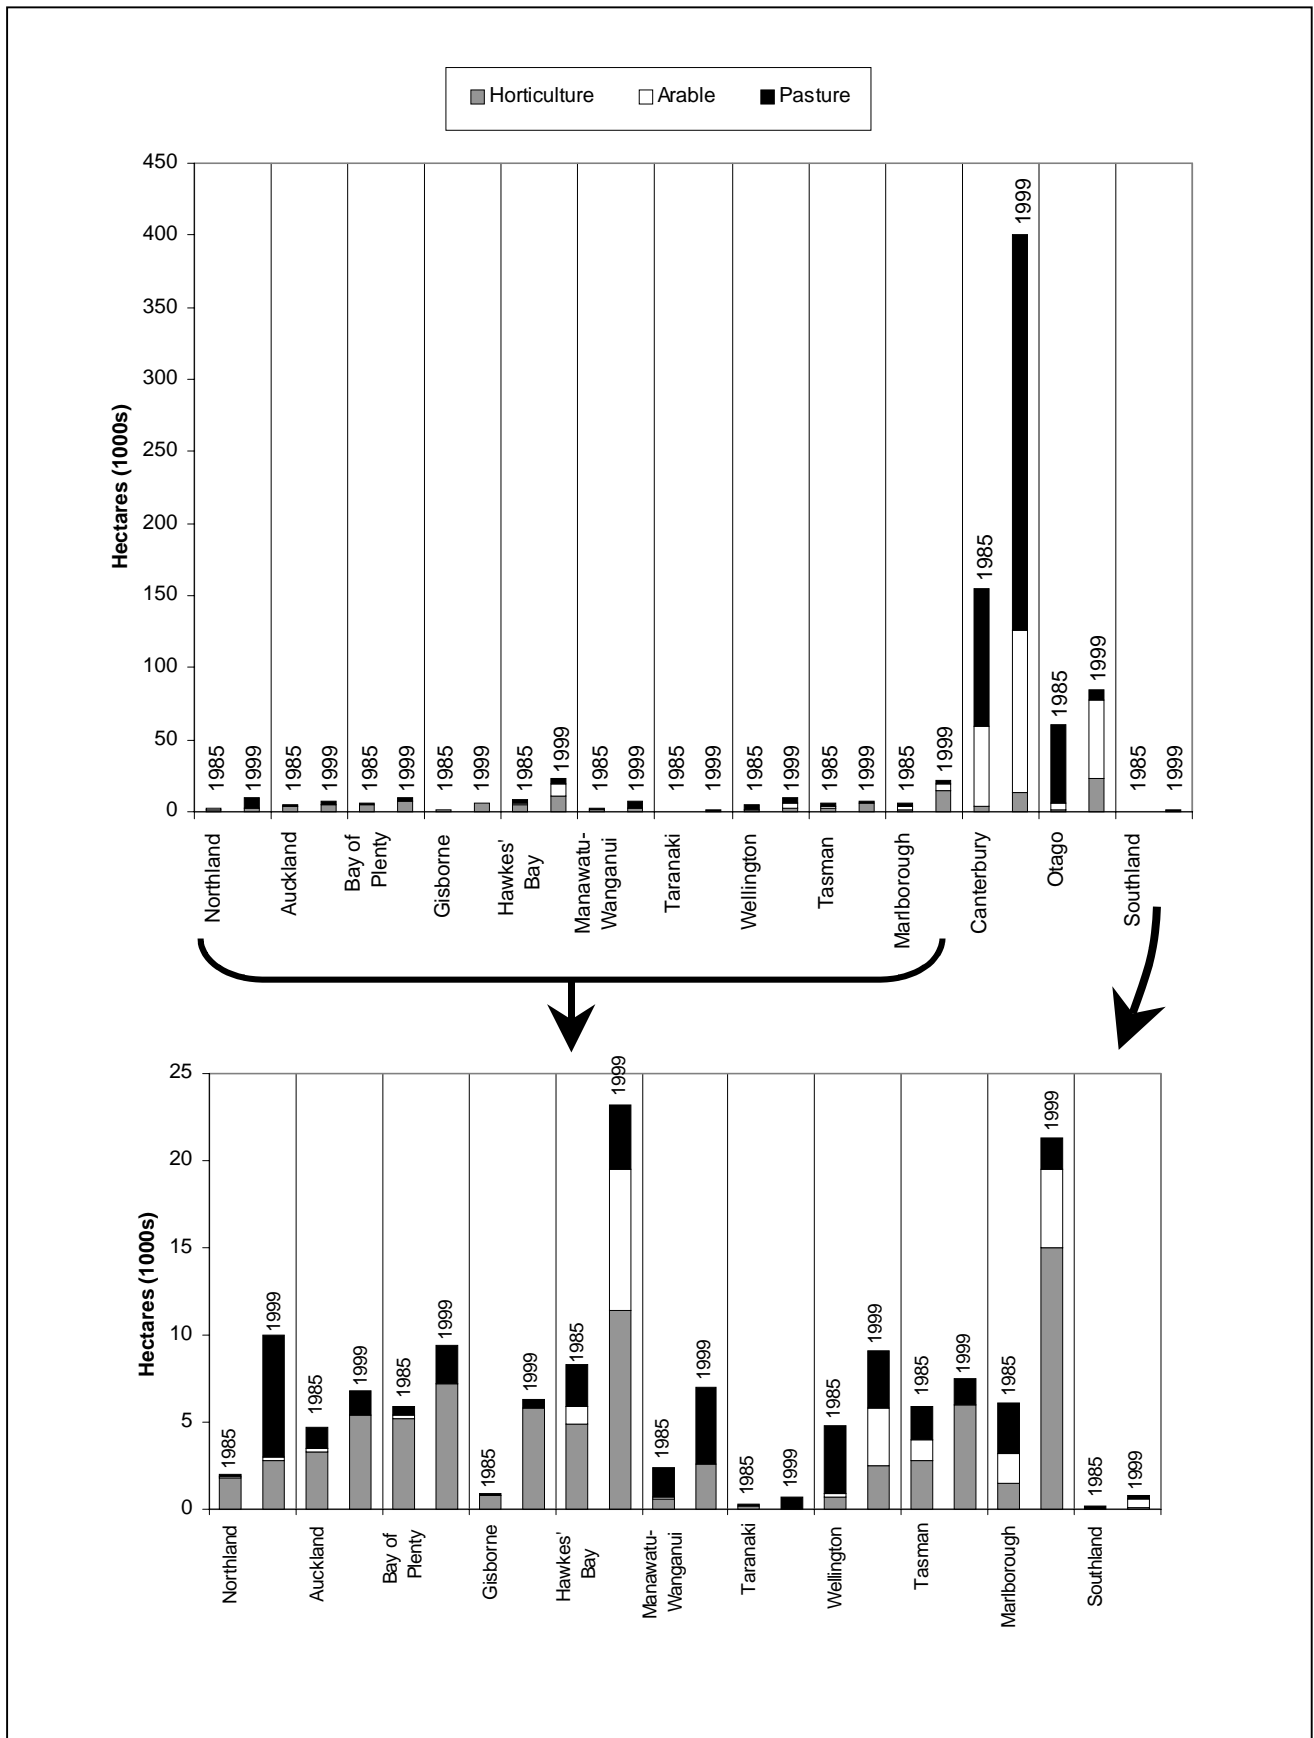 Horticulture Arable Pasture
450
400
350
300
250
200
150
100
50
0
Hectares (1000s)
1985 1999 1985 1999 1985 1999 1985 1999 1985 1999 1985 1999 1985 1999 1985 1999 1985 1999 1985 1999 1985 1999 1985 1999 1985 1999
Northland
Auckland
Bay of
Plenty
Gisborne
Hawkes'
Bay
Manawatu-
Wanganui
Taranaki
Wellington
Tasman
Marlborough
Canterbury
Otago
Southland
25
20
15
10
5
0
Hectares (1000s)
1985 1999 1985 1999 1985 1999 1985 1999 1985 1999 1985 1999 1985 1999 1985 1999 1985 1999 1985 1999 1985 1999
Northland
Auckland
Bay of
Plenty
Gisborne
Hawkes'
Bay
Manawatu-
Wanganui
Taranaki
Wellington
Tasman
Marlborough
Southland